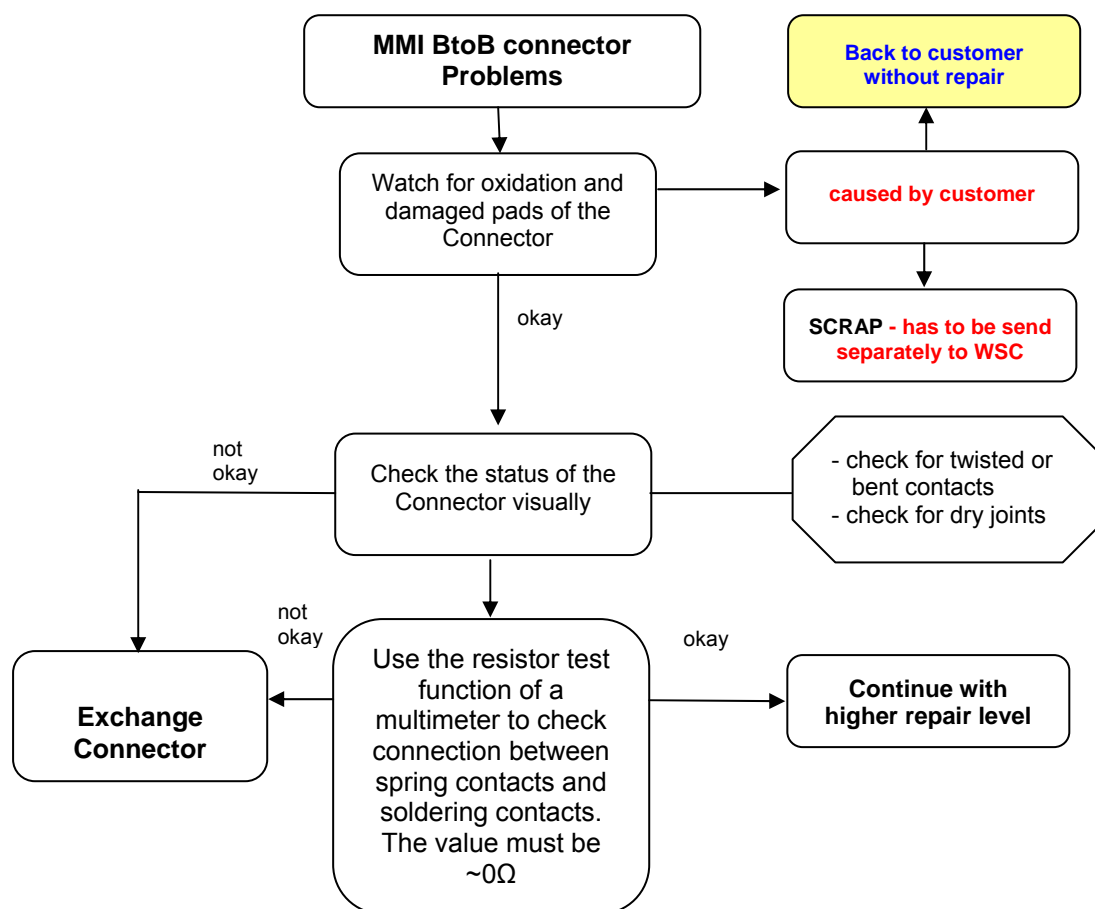 MMI BtoB connector
Problems
Back to customer
without repair
Watch for oxidation and
damaged pads of the
Connector
caused by customer
okay
SCRAP - has to be send
separately to WSC
not
okay
Check the status of the
Connector visually
- check for twisted or
bent contacts
- check for dry joints
not
okay
okay
Use the resistor test
function of a
multimeter to check
connection between
spring contacts and
soldering contacts.
The value must be
~0Ω
Exchange
Connector
Continue with
higher repair level